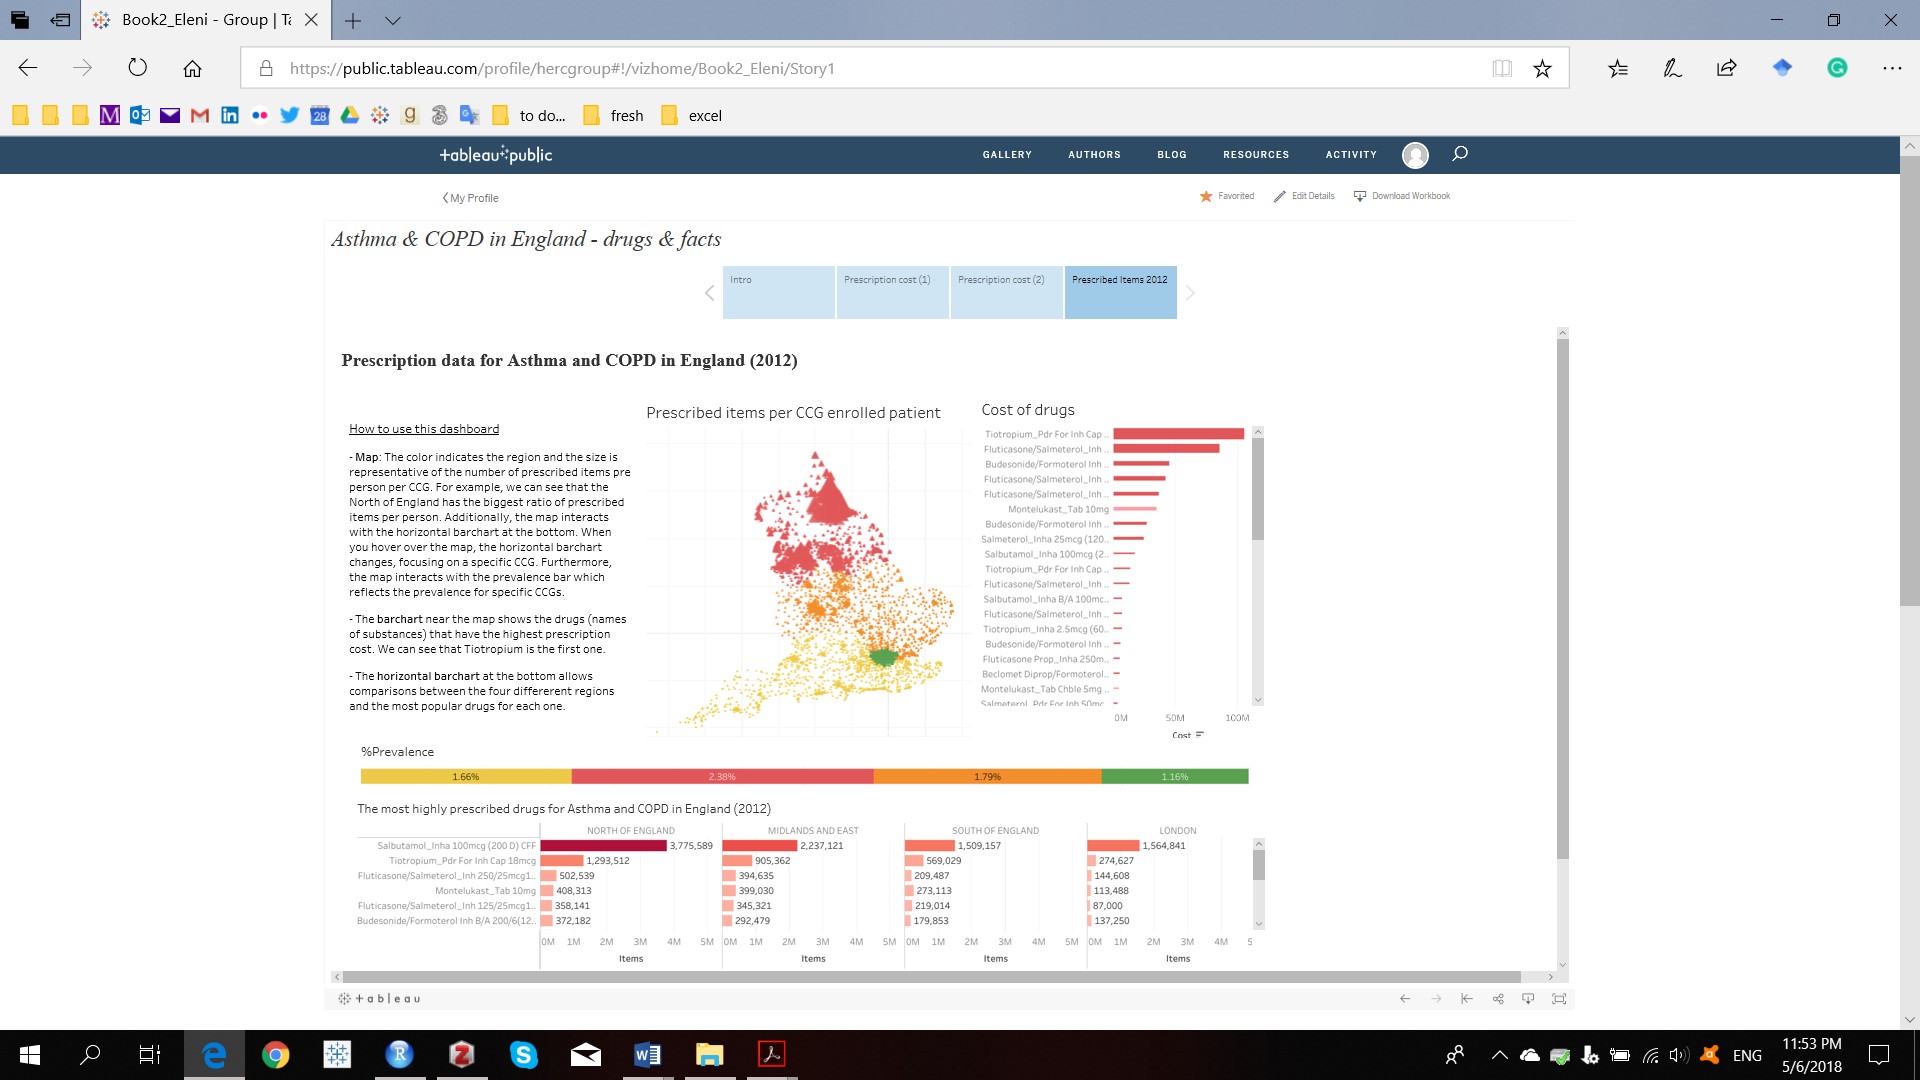 Book2_Eleni - Group | Ta
https://public.tableau.com/profile/hercgroup#!/vizhome/Book2_Eleni/Story1
28
to do...
fresh
excel
+ableau public
GALLERY AUTHORS BLOG RESOURCES ACTIVITY
My Profile
Favorited Edit Details Download Workbook
Asthma & COPD in England - drugs & facts
Intro
Prescription cost (1)
Prescription cost (2)
Prescribed Items 2012
Prescription data for Asthma and COPD in England (2012)
How to use this dashboard
- Map: The color indicates the region and the size is
representative of the number of prescribed items pre
person per CCG. For example, we can see that the
North of England has the biggest ratio of prescribed
items per person. Additionally, the map interacts
with the horizontal barchart at the bottom. When
you hover over the map, the horizontal barchart
changes, focusing on a specific CCG. Furthermore,
the map interacts with the prevalence bar which
reflects the prevalence for specific CCGs.
- The barchart near the map shows the drugs (names
of substances) that have the highest prescription
cost. We can see that Tiotropium is the first one.
- The horizontal barchart at the bottom allows
comparisons between the four differerent regions
and the most popular drugs for each one.
Prescribed items per CCG enrolled patient
Cost of drugs
Tiotropium_Pdr For Inh Cap ..
Fluticasone/Salmeterol_Inh ..
Budesonide/Formoterol Inh ..
Fluticasone/Salmeterol_Inh ..
Fluticasone/Salmeterol_Inh ..
Montelukast_Tab 10mg
Budesonide/Formoterol Inh ..
Salmeterol_Inha 25mcg (120..
Salbutamol_Inha 100mcg (2..
Tiotropium_Pdr For Inh Cap ..
Fluticasone/Salmeterol_Inh ..
Salbutamol_Inha B/A 100mc..
Fluticasone/Salmeterol_Inh ..
Tiotropium_Inha 2.5mcg (60..
Budesonide/Formoterol Inh ..
Fluticasone Prop_Inha 250m..
Beclomet Diprop/Formoterol..
Montelukast_Tab Chble 5mg ..
Salmeterol_Pdr For Inh 50mc..
0M 50M 100M
Cost
%Prevalence
1.66% 2.38% 1.79% 1.16%
The most highly prescribed drugs for Asthma and COPD in England (2012)
NORTH OF ENGLAND MIDLANDS AND EAST SOUTH OF ENGLAND LONDON
Salbutamol_Inha 100mcg (200 D) CFF 3,775,589 2,237,121 1,509,157 1,564,841
Tiotropium_Pdr For Inh Cap 18mcg 1,293,512 905,362 569,029 274,627
Fluticasone/Salmeterol_Inh 250/25mcg1.. 502,539 394,635 209,487 144,608
Montelukast_Tab 10mg 408,313 399,030 273,113 113,488
Fluticasone/Salmeterol_Inh 125/25mcg1.. 358,141 345,321 219,014 87,000
Budesonide/Formoterol Inh B/A 200/6(12.. 372,182 292,479 179,853 137,250
0M 1M 2M 3M 4M 5M 0M 1M 2M 3M 4M 5M 0M 1M 2M 3M 4M 5M 0M 1M 2M 3M 4M 5
Items Items Items Items
+ableau
ENG
11:53 PM
5/6/2018